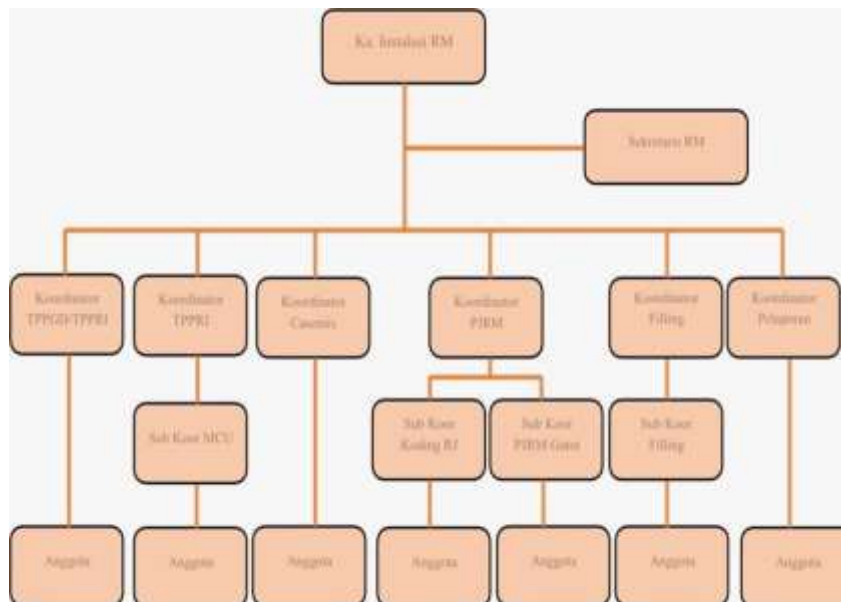 Ka. Instalasi RM
Sekretaris RM
Koordinator
TPPGD/TPPRI
Koordinator
TPPRJ
Koordinator
Casemix
Koordinator
PJRM
Koordinator
Filling
Koordinator
Pelaporan
Sub Koor MCU
Sub Koor
Koding RJ
Sub Koor
PJRM
Sub Koor
Filling
Anggota
Anggota
Anggota
Anggota
Anggota
Anggota
Anggota